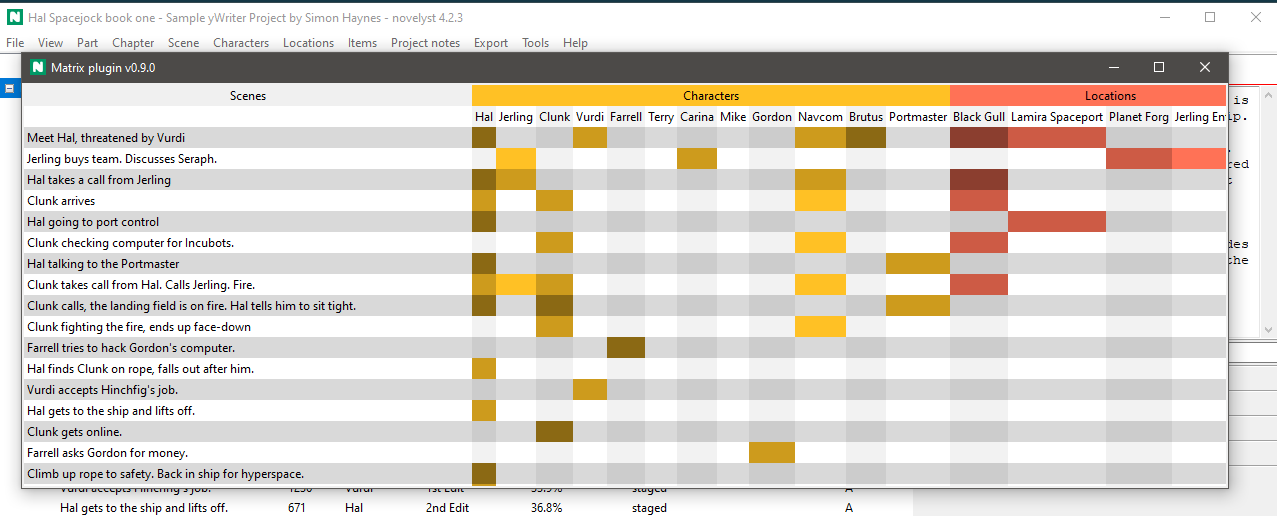 Hal Spacejock book one - Sample yWriter Project by Simon Haynes - novelyst 4.2.3
File View Part Chapter Scene Characters Locations Items Project notes Export Tools Help
Matrix plugin v0.9.0
Scenes Characters Locations
Hal Jerling Clunk Vurdi Farrell Terry Carina Mike Gordon Navcom Brutus Portmaster Black Gull Lamira Spaceport Planet Forg Jerling En
is
ip.
Meet Hal, threatened by Vurdi
Jerling buys team. Discusses Seraph.
red
Hal takes a call from Jerling
t
Clunk arrives
Hal going to port control
Clunk checking computer for Incubots.
des
Hal talking to the Portmaster
the
Clunk takes call from Hal. Calls Jerling. Fire.
Clunk calls, the landing field is on fire. Hal tells him to sit tight.
Clunk fighting the fire, ends up face-down
Farrell tries to hack Gordon's computer.
Hal finds Clunk on rope, falls out after him.
Vurdi accepts Hinchfig's job.
Hal gets to the ship and lifts off.
Clunk gets online.
Farrell asks Gordon for money.
Climb up rope to safety. Back in ship for hyperspace.
Vurdi accepts Hinchfig's job. 1250 Vurdi 1st Edit 35.9% staged A
Hal gets to the ship and lifts off. 671 Hal 2nd Edit 36.8% staged A